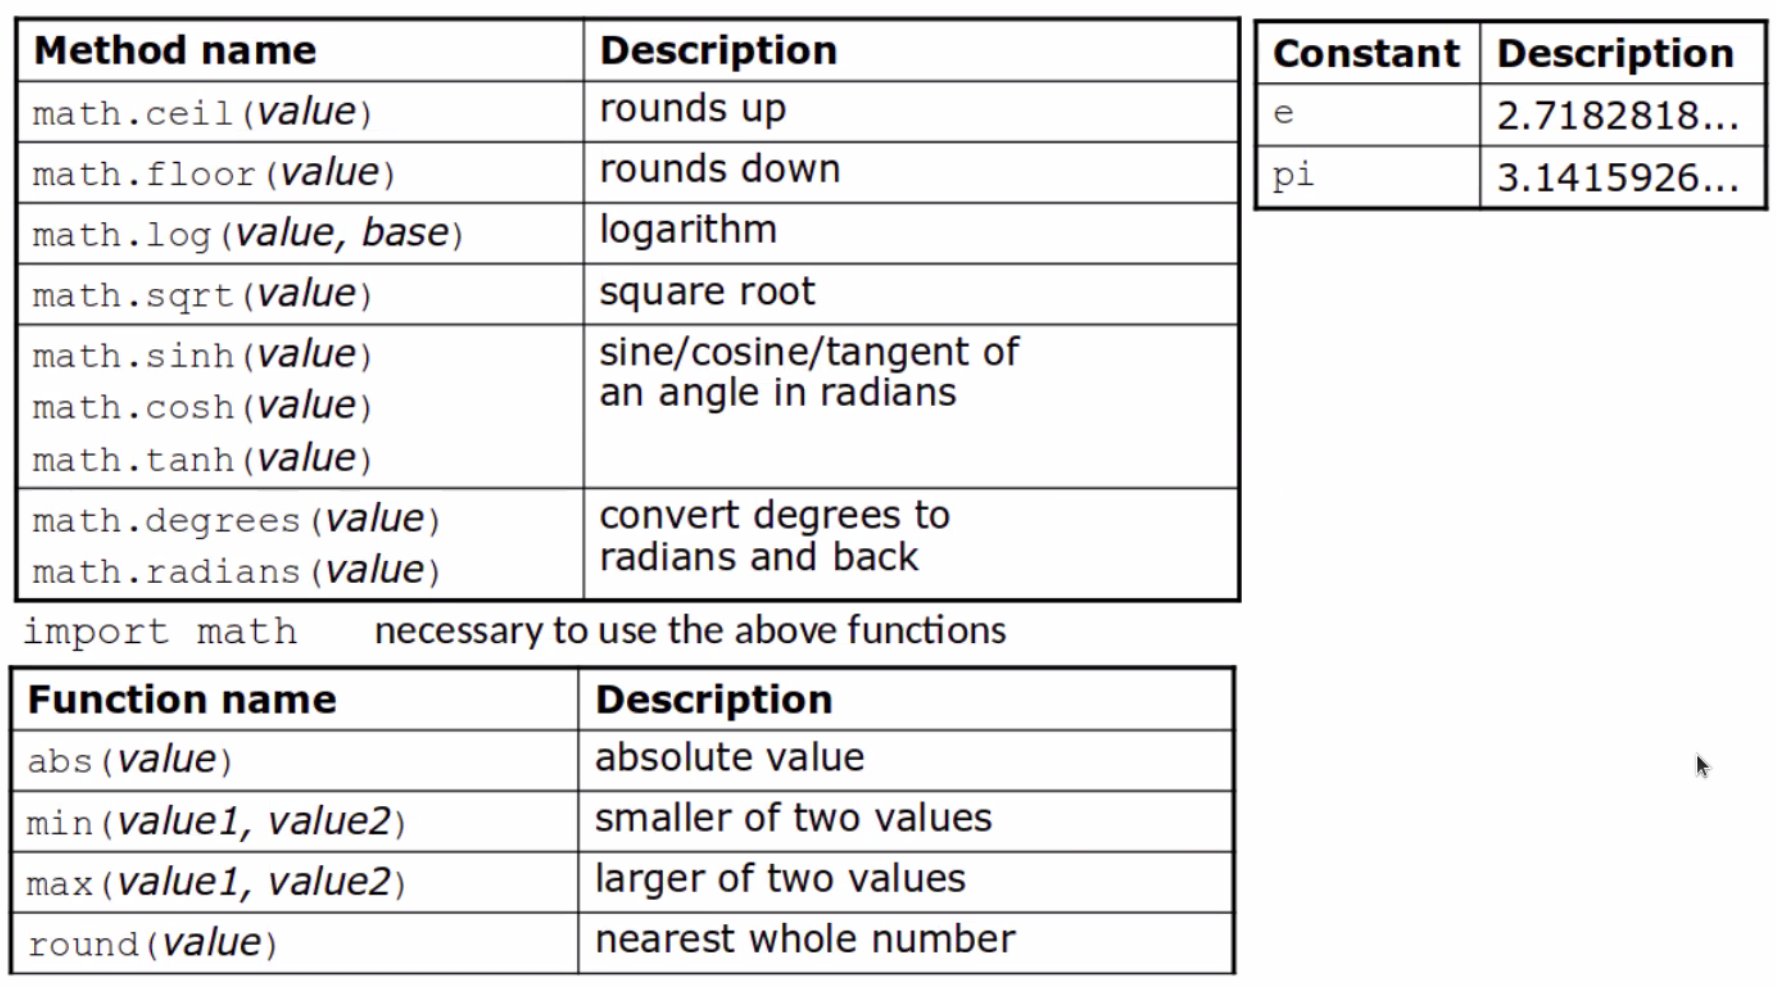 Method name Description
math.ceil(value) rounds up
math.floor(value) rounds down
math.log(value, base) logarithm
math.sqrt(value) square root
math.sinh(value) sine/cosine/tangent of
math.cosh(value) an angle in radians
math.tanh(value)
math.degrees(value) convert degrees to
math.radians(value) radians and back
Constant Description
e 2.7182818...
pi 3.1415926...
import math necessary to use the above functions
Function name Description
abs(value) absolute value
min(value1, value2) smaller of two values
max(value1, value2) larger of two values
round(value) nearest whole number